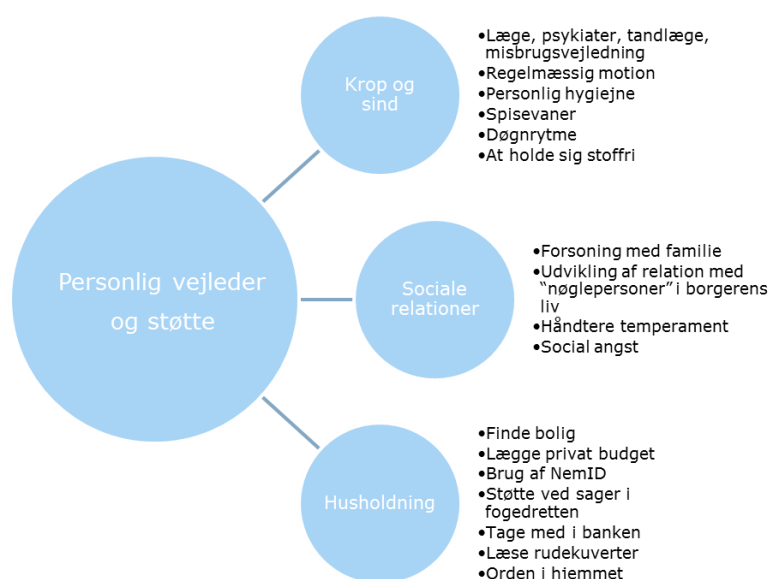 Personlig vejleder
og støtte
Krop og
sind
•Læge, psykiater, tandlæge,
misbrugsvejledning
•Regelmæssig motion
•Personlig hygiejne
•Spisevaner
•Døgnrytme
•At holde sig stoffri
Sociale
relationer
•Forsoning med familie
•Udvikling af relation med
“nøglepersoner” i borgerens
liv
•Håndtere temperament
•Social angst
Husholdning
•Finde bolig
•Lægge privat budget
•Brug af NemID
•Støtte ved sager i
fogedretten
•Tage med i banken
•Læse rudekuverter
•Orden i hjemmet